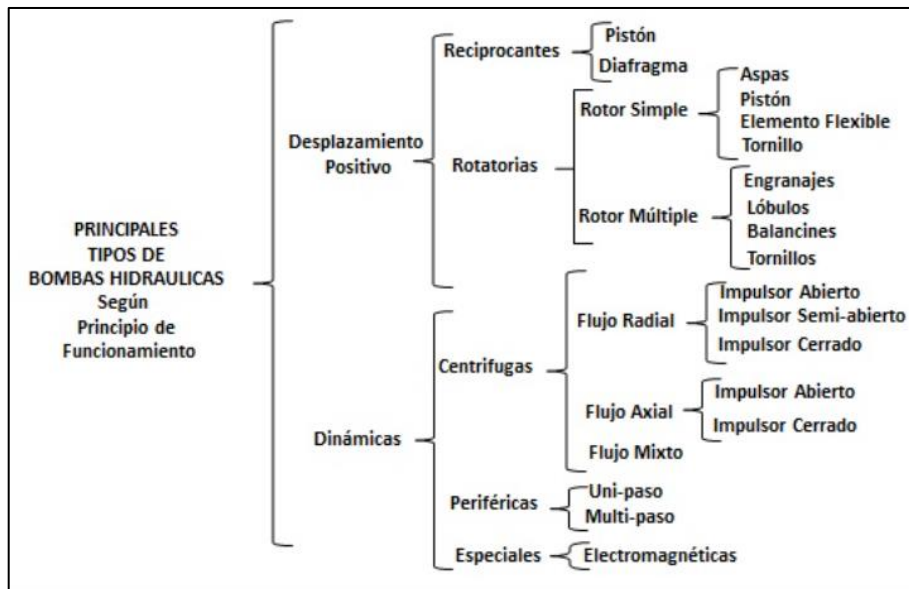 PRINCIPALES
TIPOS DE
BOMBAS HIDRAULICAS
Según
Principio de
Funcionamiento
Desplazamiento
Positivo
Reciprocantes
Pistón
Diafragma
Rotatorias
Rotor Simple
Aspas
Pistón
Elemento Flexible
Tornillo
Rotor Múltiple
Engranajes
Lóbulos
Balancines
Tornillos
Dinámicas
Centrifugas
Flujo Radial
Impulsor Abierto
Impulsor Semi-abierto
Impulsor Cerrado
Flujo Axial
Impulsor Abierto
Impulsor Cerrado
Flujo Mixto
Periféricas
Uni-paso
Multi-paso
Especiales
Electromagnéticas